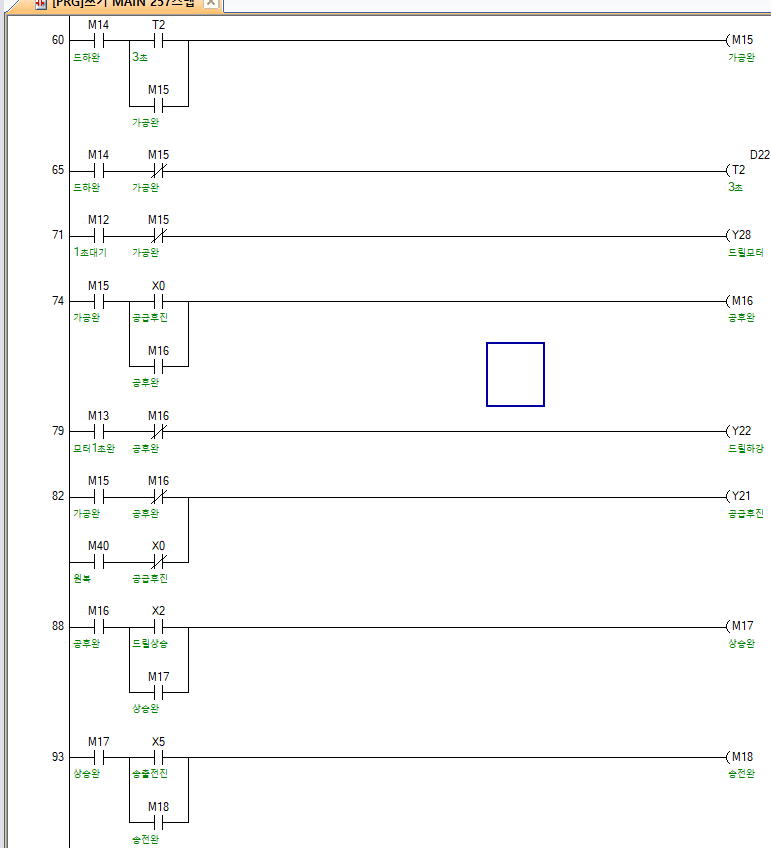 [PRG]쓰기 MAIN 257스텝
M14 T2
60 (M15
드하완 3초 가공완
M15
가공완
M14 M15 D22
65 (T2
드하완 가공완 3초
M12 M15
71 (Y28
1초대기 가공완 드릴모터
M15 X0
74 (M16
가공완 공급후진 공후완
M16
공후완
M13 M16
79 (Y22
모터1초완 공후완 드릴하강
M15 M16
82 (Y21
가공완 공후완 공급후진
M40 X0
원복 공급후진
M16 X2
88 (M17
공후완 드릴상승 상승완
M17
상승완
M17 X5
93 (M18
상승완 송출전진 송전완
M18
송전완